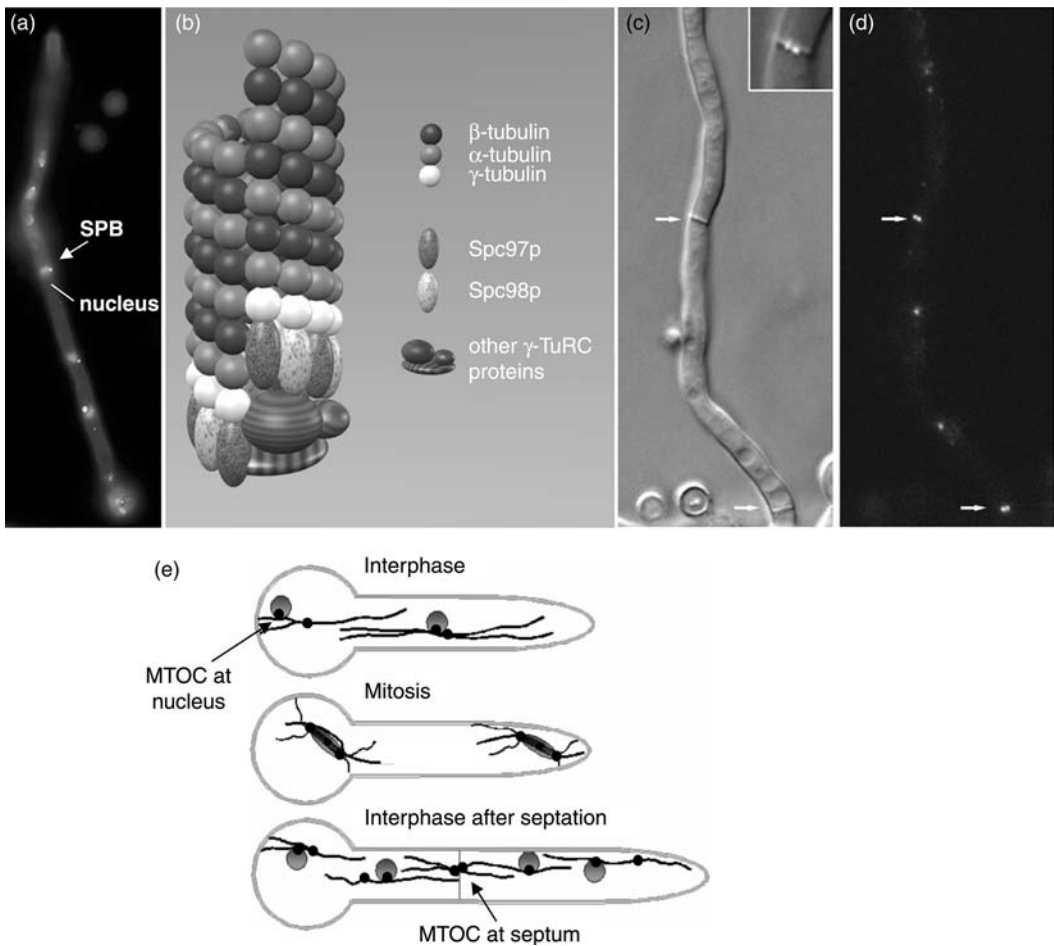 (a)
SPB
nucleus
(b)
β-tubulin
α-tubulin
γ-tubulin
Spc97p
Spc98p
other γ-TuRC
proteins
(c)
(d)
(e)
Interphase
MTOC at
nucleus
Mitosis
Interphase after septation
MTOC at septum